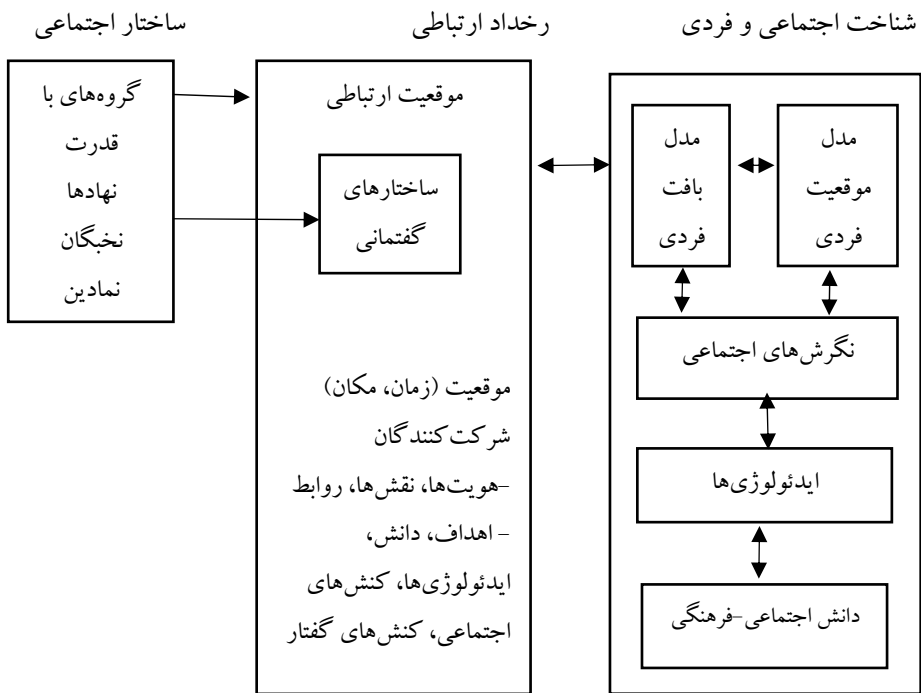 شناخت اجتماعی و فردی
رخداد ارتباطی
ساختار اجتماعی
مدل
موقعیت
فردی
مدل
بافت
فردی
نگرش‌های اجتماعی
ایدئولوژی‌ها
دانش اجتماعی–فرهنگی
موقعیت ارتباطی
ساختارهای
گفتمانی
موقعیت (زمان، مکان)
شرکت‌کنندگان
–هویت‌ها، نقش‌ها، روابط
– اهداف، دانش،
ایدئولوژی‌ها، کنش‌های
اجتماعی، کنش‌های گفتار
گروه‌های با
قدرت
نهادها
نخبگان
نمادین